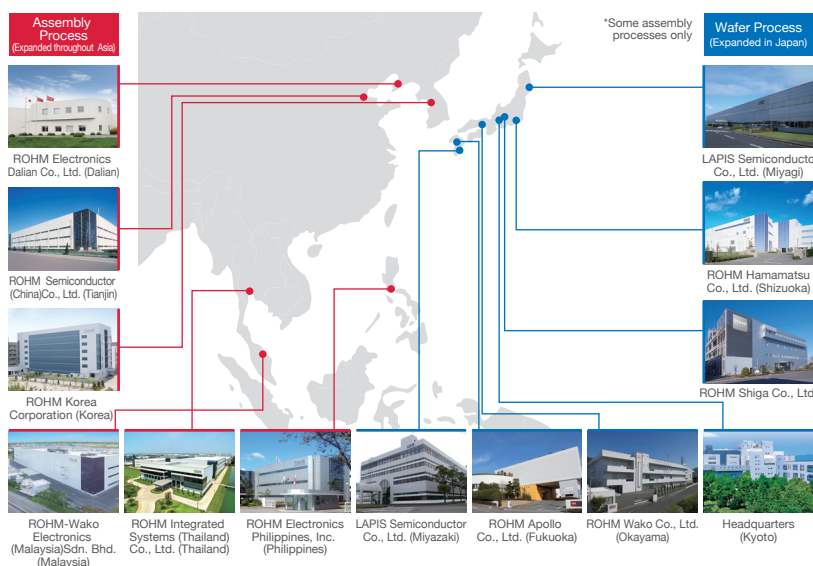 Assembly
Process
(Expanded throughout Asia)
*Some assembly
processes only
Wafer Process
(Expanded in Japan)
ROHM Electronics
Dalian Co., Ltd. (Dalian)
LAPIS Semiconducto
Co., Ltd. (Miyagi)
ROHM Semiconductor
(China)Co., Ltd. (Tianjin)
ROHM Hamamatsu
Co., Ltd. (Shizuoka)
ROHM Korea
Corporation (Korea)
ROHM Shiga Co., Ltd
ROHM-Wako
Electronics
(Malaysia)Sdn. Bhd.
(Malaysia)
ROHM Integrated
Systems (Thailand)
Co., Ltd. (Thailand)
ROHM Electronics
Philippines, Inc.
(Philippines)
LAPIS Semiconductor
Co., Ltd. (Miyazaki)
ROHM Apollo
Co., Ltd. (Fukuoka)
ROHM Wako Co., Ltd.
(Okayama)
Headquarters
(Kyoto)